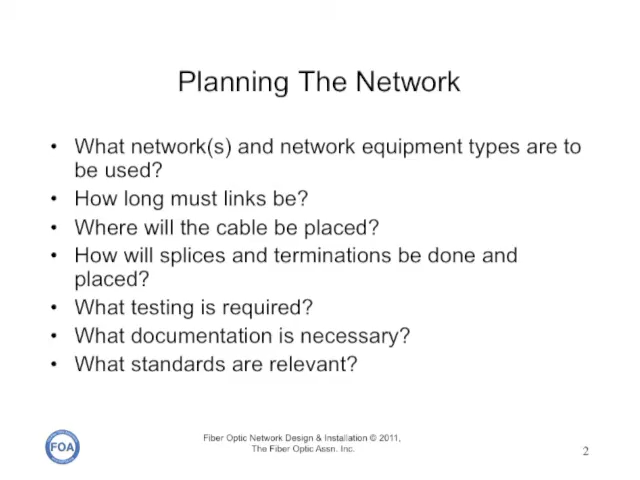 Planning The Network
• What network(s) and network equipment types are to
be used?
• How long must links be?
• Where will the cable be placed?
• How will splices and terminations be done and
placed?
• What testing is required?
• What documentation is necessary?
• What standards are relevant?
FOA
Fiber Optic Network Design & Installation © 2011,
The Fiber Optic Assn. Inc.
2